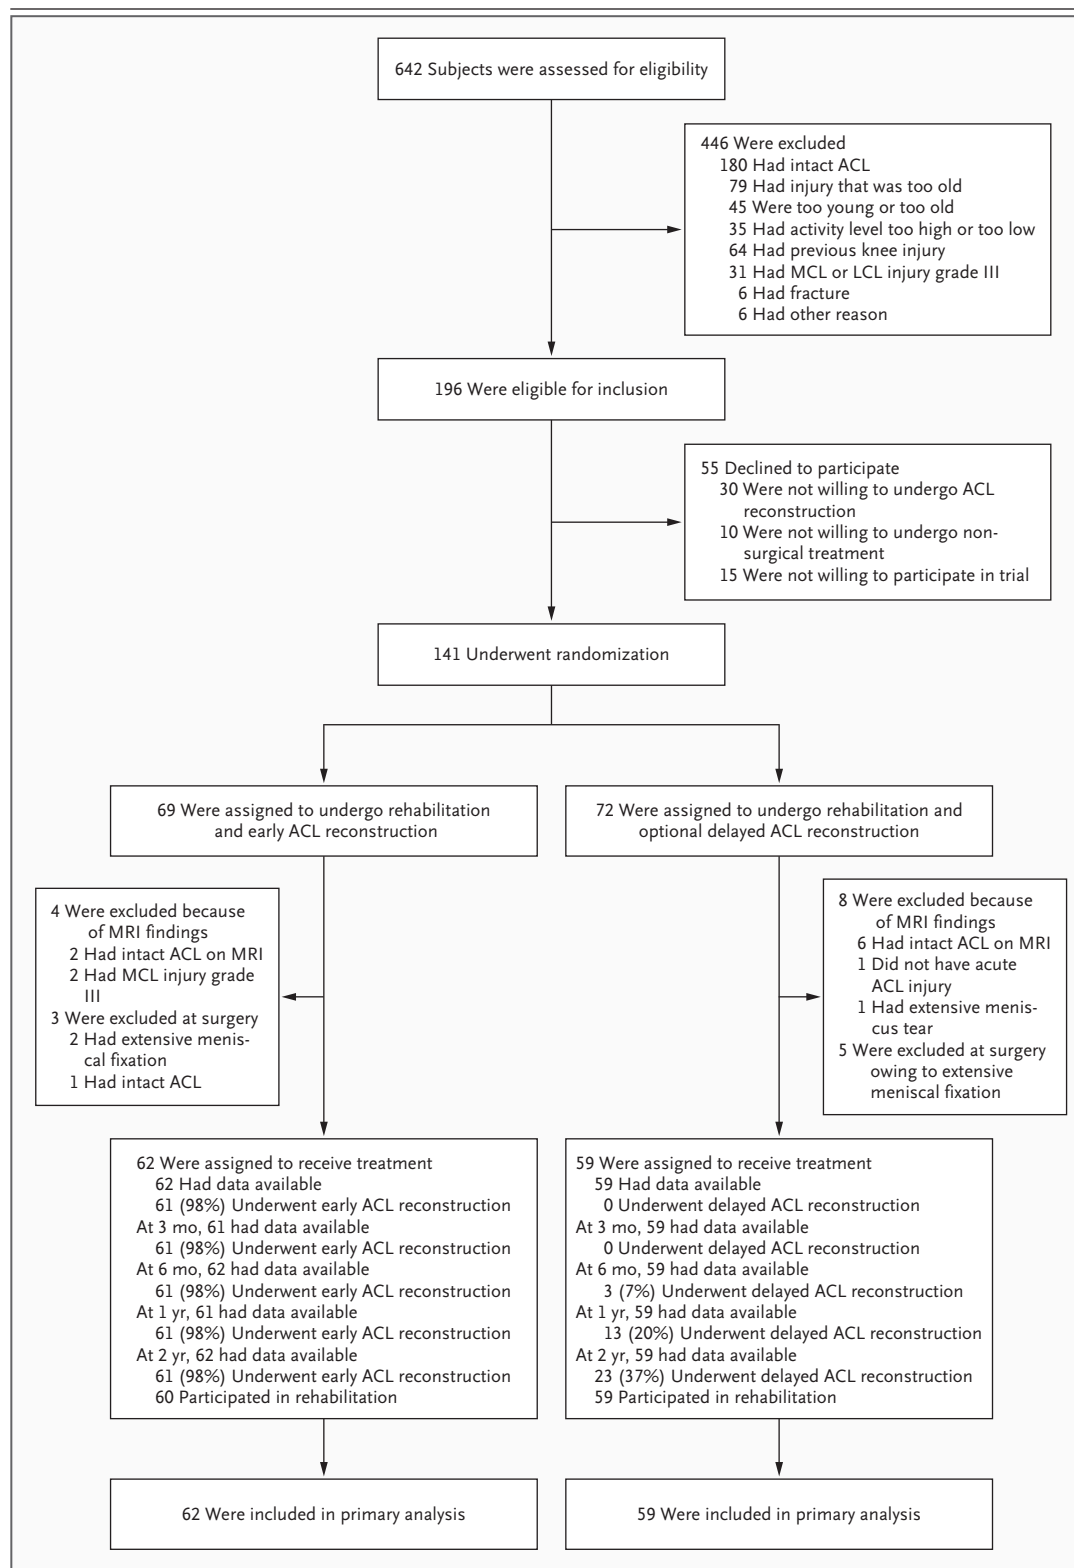 642 Subjects were assessed for eligibility
446 Were excluded
180 Had intact ACL
79 Had injury that was too old
45 Were too young or too old
35 Had activity level too high or too low
64 Had previous knee injury
31 Had MCL or LCL injury grade III
6 Had fracture
6 Had other reason
196 Were eligible for inclusion
55 Declined to participate
30 Were not willing to undergo ACL
reconstruction
10 Were not willing to undergo non-
surgical treatment
15 Were not willing to participate in trial
141 Underwent randomization
69 Were assigned to undergo rehabilitation
and early ACL reconstruction
72 Were assigned to undergo rehabilitation and
optional delayed ACL reconstruction
4 Were excluded because
of MRI findings
2 Had intact ACL on MRI
2 Had MCL injury grade
III
3 Were excluded at surgery
2 Had extensive menis-
cal fixation
1 Had intact ACL
8 Were excluded because
of MRI findings
6 Had intact ACL on MRI
1 Did not have acute
ACL injury
1 Had extensive menis-
cus tear
5 Were excluded at surgery
owing to extensive
meniscal fixation
62 Were assigned to receive treatment
62 Had data available
61 (98%) Underwent early ACL reconstruction
At 3 mo, 61 had data available
61 (98%) Underwent early ACL reconstruction
At 6 mo, 62 had data available
61 (98%) Underwent early ACL reconstruction
At 1 yr, 61 had data available
61 (98%) Underwent early ACL reconstruction
At 2 yr, 62 had data available
61 (98%) Underwent early ACL reconstruction
60 Participated in rehabilitation
59 Were assigned to receive treatment
59 Had data available
0 Underwent delayed ACL reconstruction
At 3 mo, 59 had data available
0 Underwent delayed ACL reconstruction
At 6 mo, 59 had data available
3 (7%) Underwent delayed ACL reconstruction
At 1 yr, 59 had data available
13 (20%) Underwent delayed ACL reconstruction
At 2 yr, 59 had data available
23 (37%) Underwent delayed ACL reconstruction
59 Participated in rehabilitation
62 Were included in primary analysis
59 Were included in primary analysis